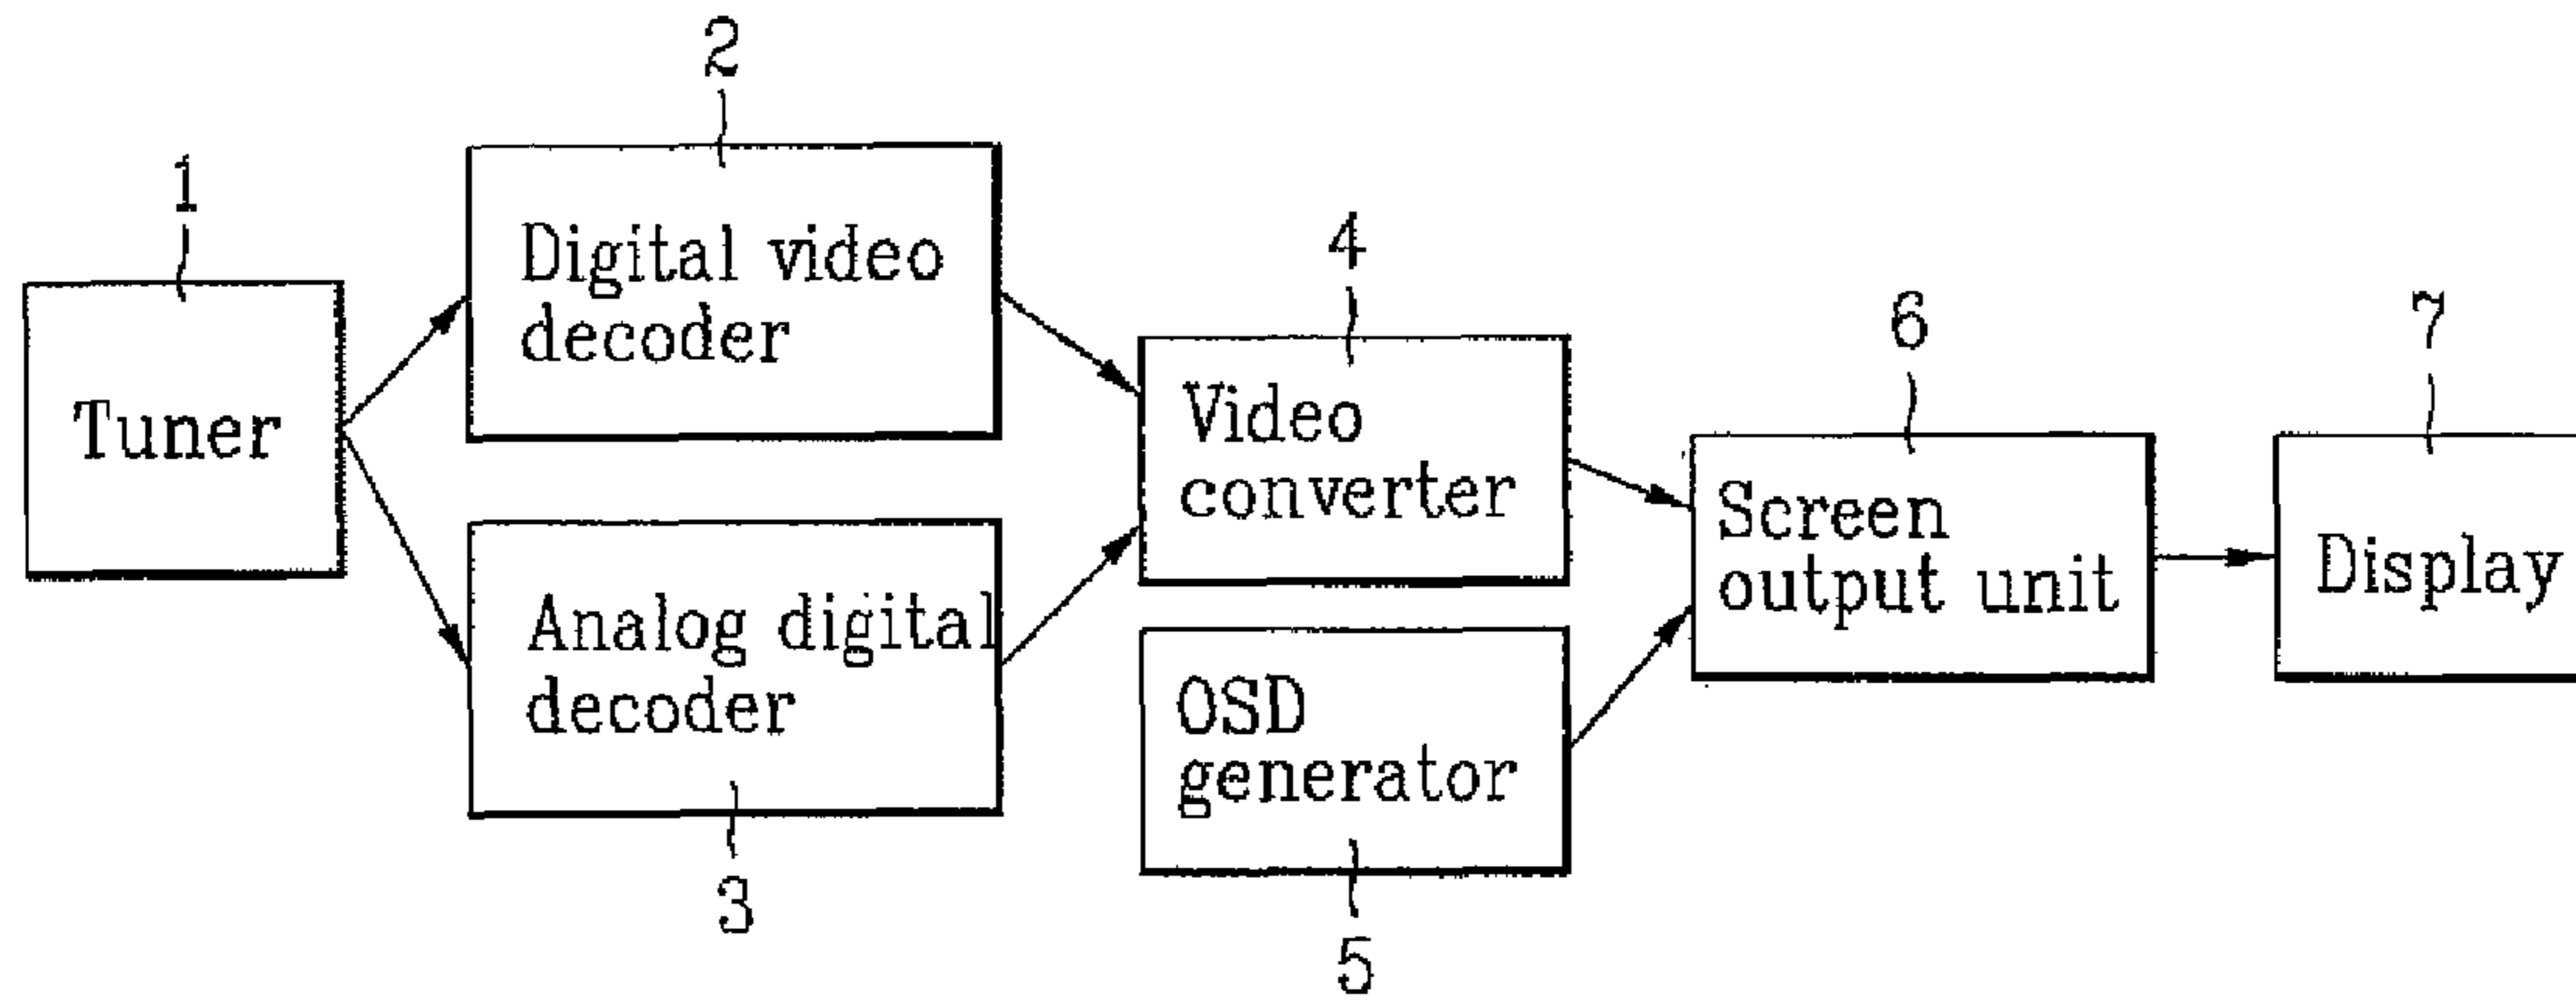 1
Tuner
2
Digital video
decoder
3
Analog digital
decoder
4
Video
converter
5
OSD
generator
6
Screen
output unit
7
Display